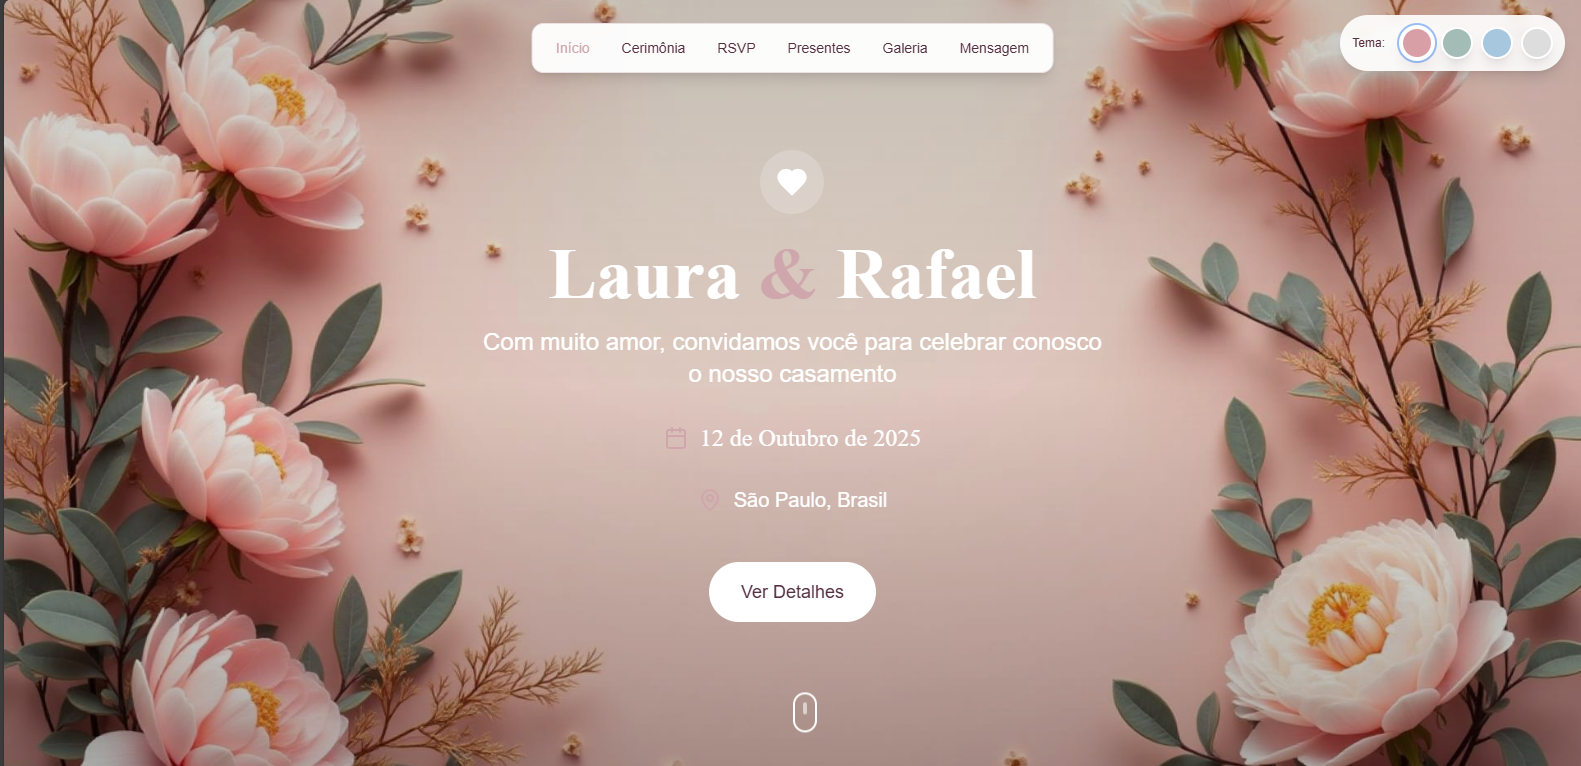 Início Cerimônia RSVP Presentes Galeria Mensagem
Tema:
Laura & Rafael
Com muito amor, convidamos você para celebrar conosco
o nosso casamento
12 de Outubro de 2025
São Paulo, Brasil
Ver Detalhes